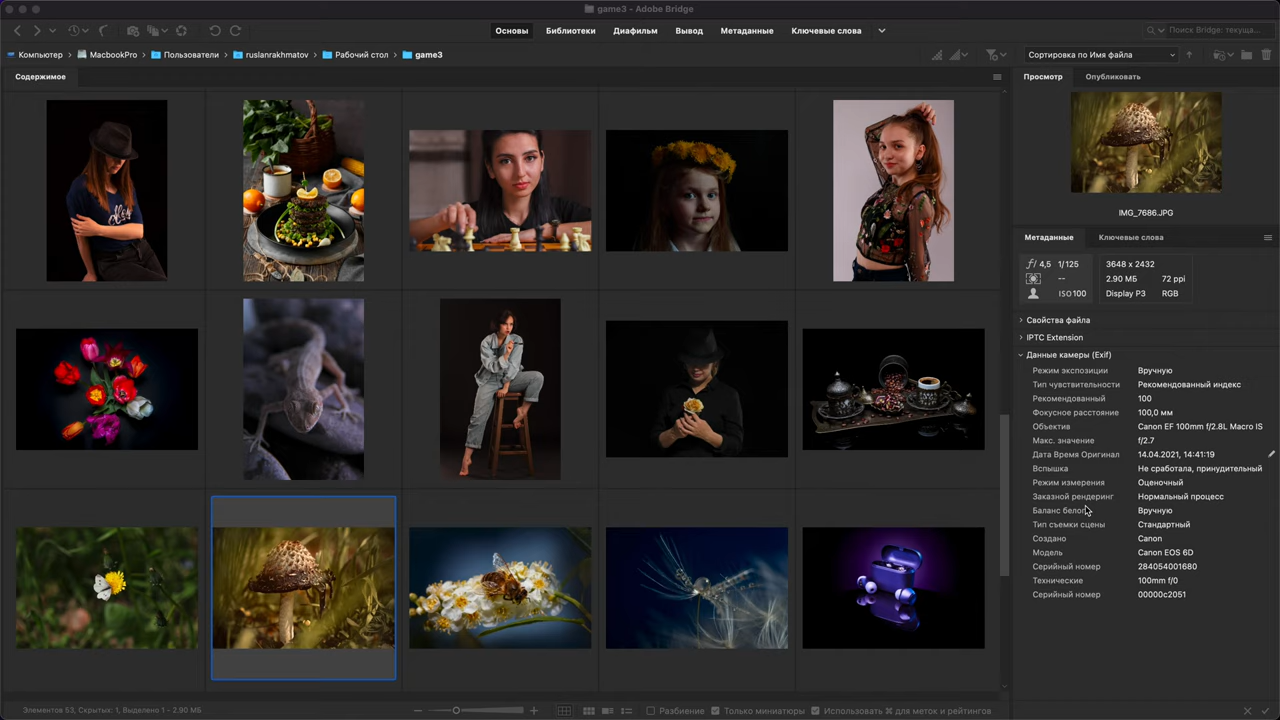 game3 - Adobe Bridge
Основы
Библиотеки
Диафильм
Вывод
Метаданные
Ключевые слова
Поиск Bridge: текуща...
Компьютер
MacbookPro
Пользователи
ruslanrakhmatov
Рабочий стол
game3
Сортировка по Имя файла
Содержимое
Просмотр
Опубликовать
IMG_7686.JPG
Метаданные
Ключевые слова
f/ 4,5 1/125
--
ISO100
3648 x 2432
2.90 МБ 72 ppi
Display P3 RGB
Свойства файла
IPTC Extension
Данные камеры (Exif)
Режим экспозиции Вручную
Тип чувствительности Рекомендованный индекс
Рекомендованный 100
Фокусное расстояние 100,0 мм
Объектив Canon EF 100mm f/2.8L Macro IS
Макс. значение f/2.7
Дата Время Оригинал 14.04.2021, 14:41:19
Вспышка Не сработала, принудительный
Режим измерения Оценочный
Заказной рендеринг Нормальный процесс
Баланс Вручную
Тип съемки сцены Стандартный
Создано Canon
Модель Canon EOS 6D
Серийный номер 284054001680
Технические 100mm f/0
Серийный номер 00000c2051
Элементов 53, Скрытых: 1, Выделено 1 - 2.90 МБ
Разбиение
Только миниатюры
Использовать ⌘ для меток и рейтингов